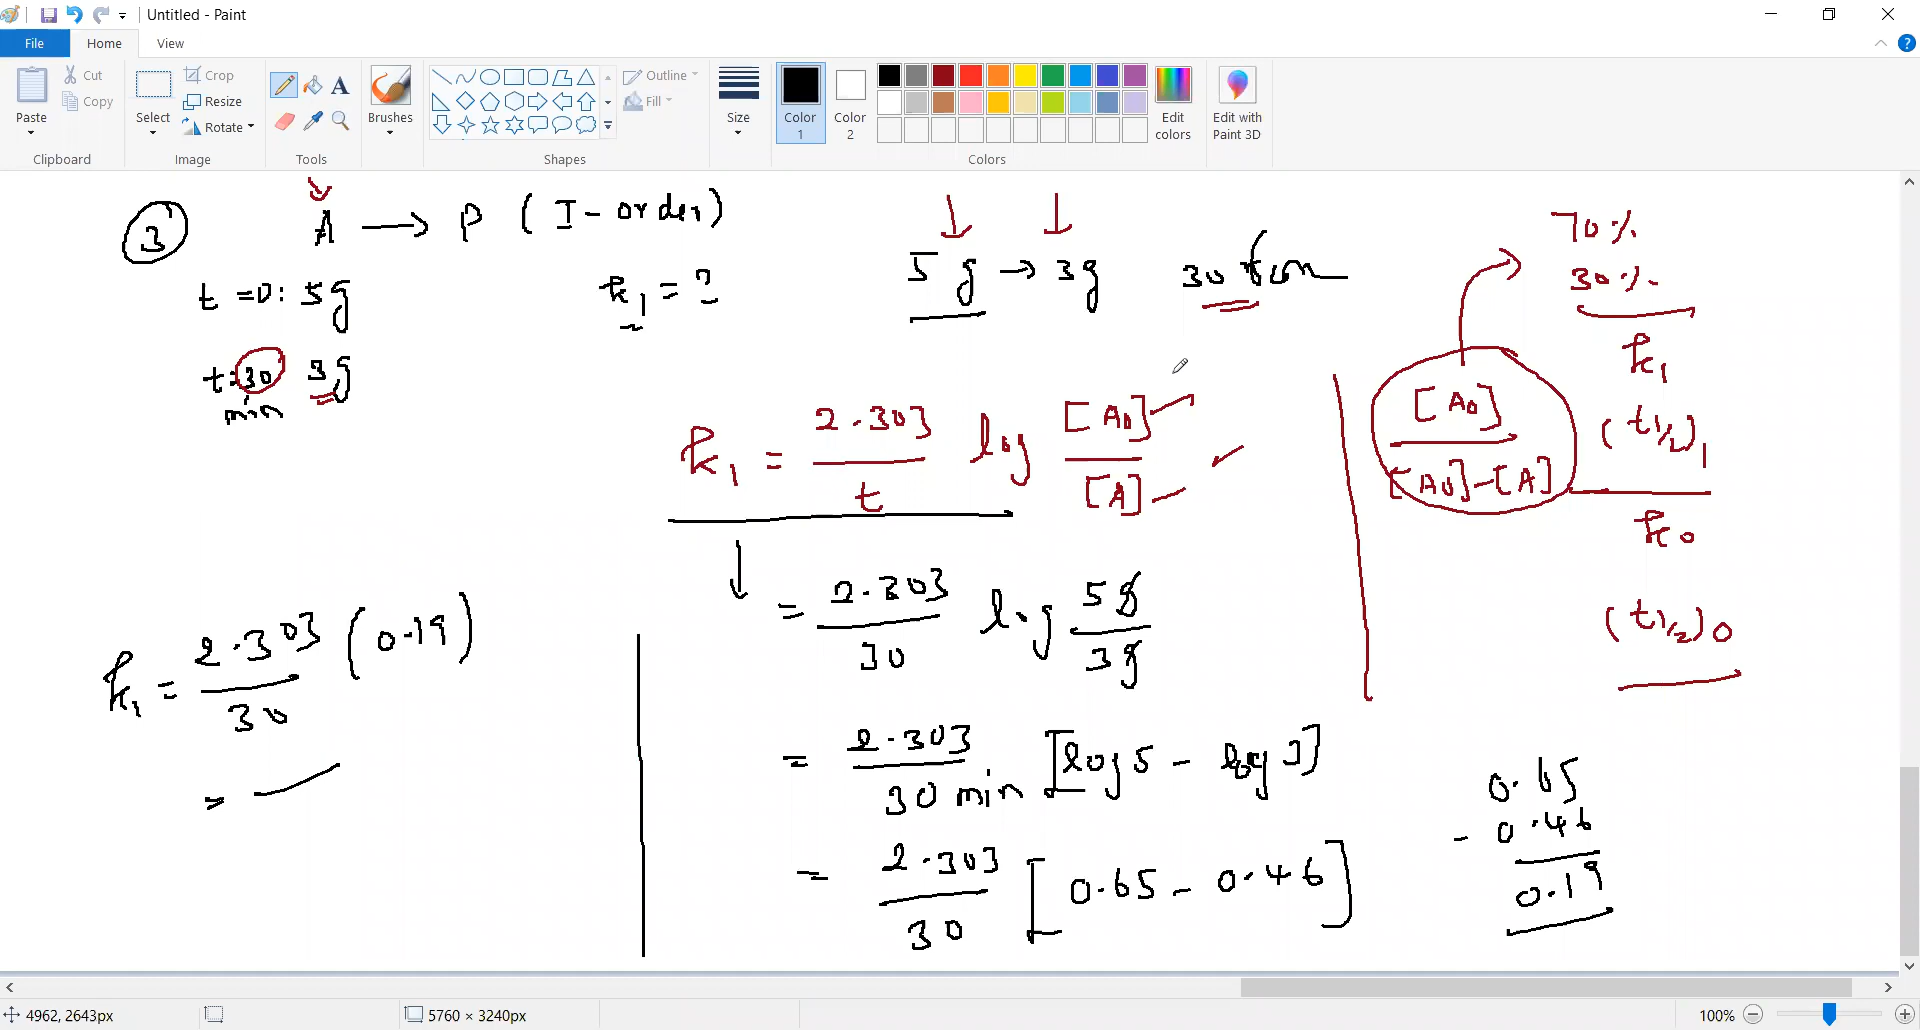 Untitled - Paint
File
Home
View
Paste
Cut
Copy
Clipboard
Select
Crop
Resize
Rotate
Image
Tools
Brushes
Shapes
Outline
Fill
Size
Color 1
Color 2
Colors
Edit colors
Edit with Paint 3D
3
A → P (I - order)
t = 0: 5g
t = 30 min 3g
k₁ = ?
5g → 3g
30
k₁ = 2.303/t log [A₀]/[A]
= 2.303/30 log 5g/3g
= 2.303/30 min [log 5 - log 3]
= 2.303/30 [0.65 - 0.46]
0.65
- 0.46
0.19
k₁ = 2.303/30 (0.19)
=
70%
30%
[A₀]/[A₀]-[A]
k₁
(t1/2)₁
k₀
(t1/2)₀
4962, 2643px
5760 × 3240px
100%